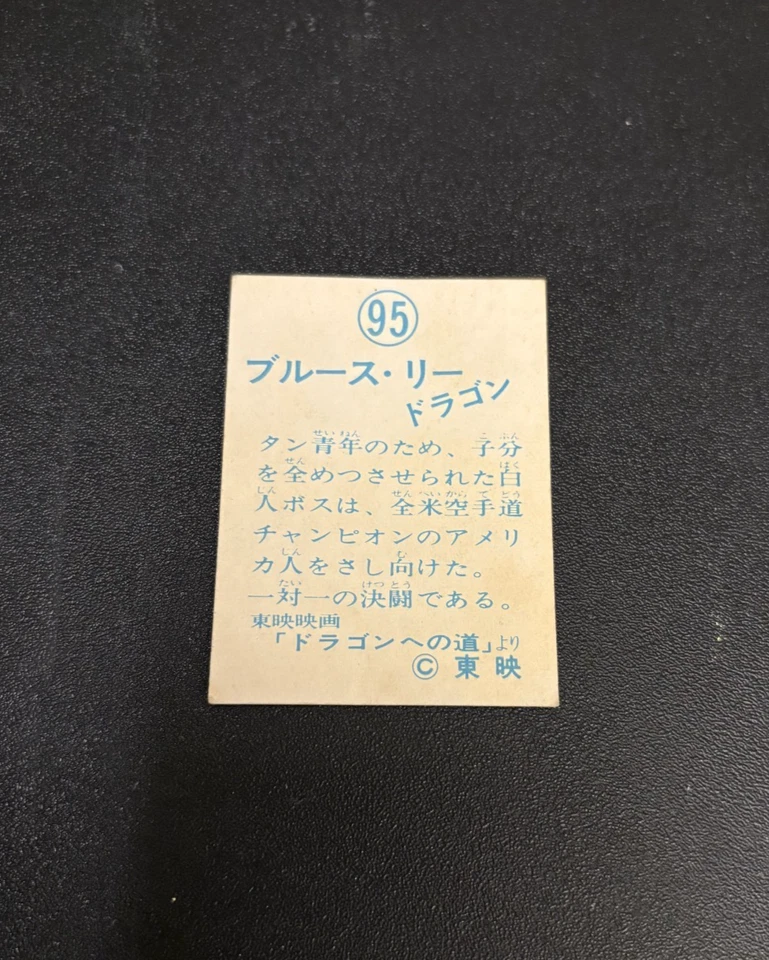 95
ブルース・リー
ドラゴン
タン青年のため、子分
を全めつさせられた白
人ボスは、全米空手道
チャンピオンのアメリ
カ人をさし向けた。
一対一の決闘である。
東映映画
「ドラゴンへの道」より
© 東映